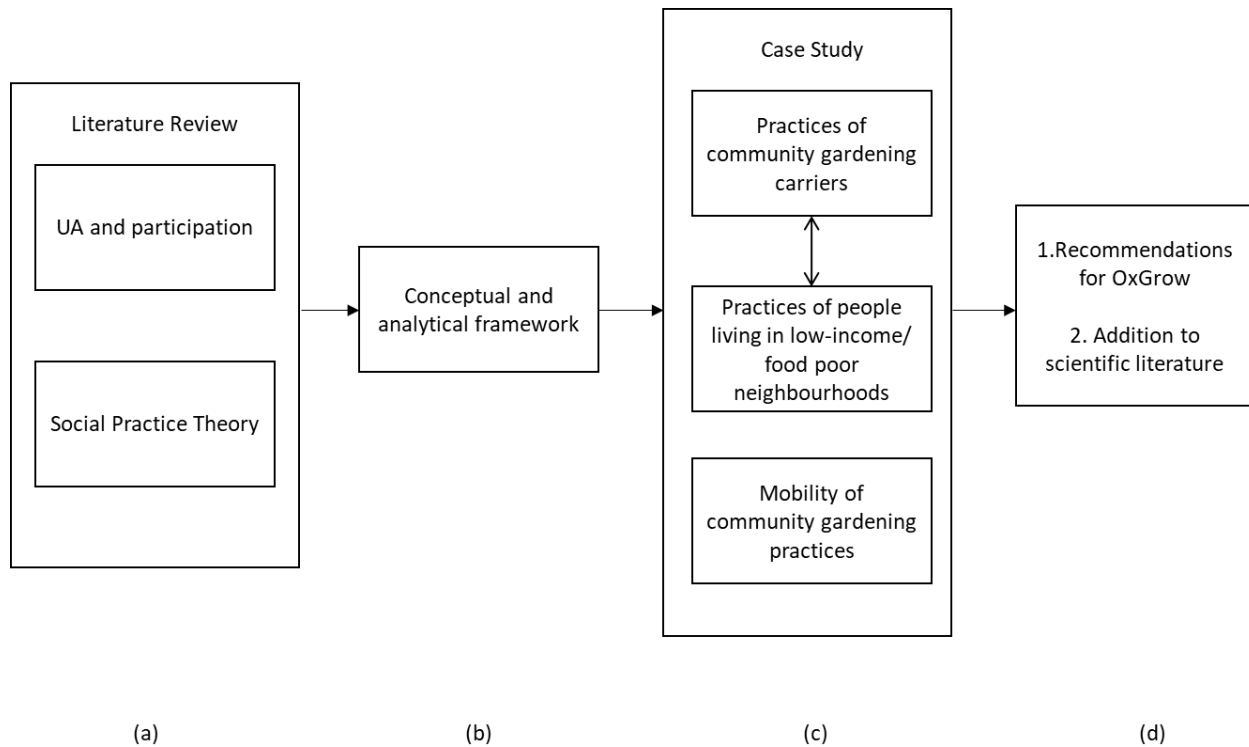 Literature Review
UA and participation
Social Practice Theory
Conceptual and
analytical framework
Case Study
Practices of
community gardening
carriers
Practices of people
living in low-income/
food poor
neighbourhoods
Mobility of
community gardening
practices
1.Recommendations
for OxGrow
2. Addition to
scientific literature
(a)
(b)
(c)
(d)